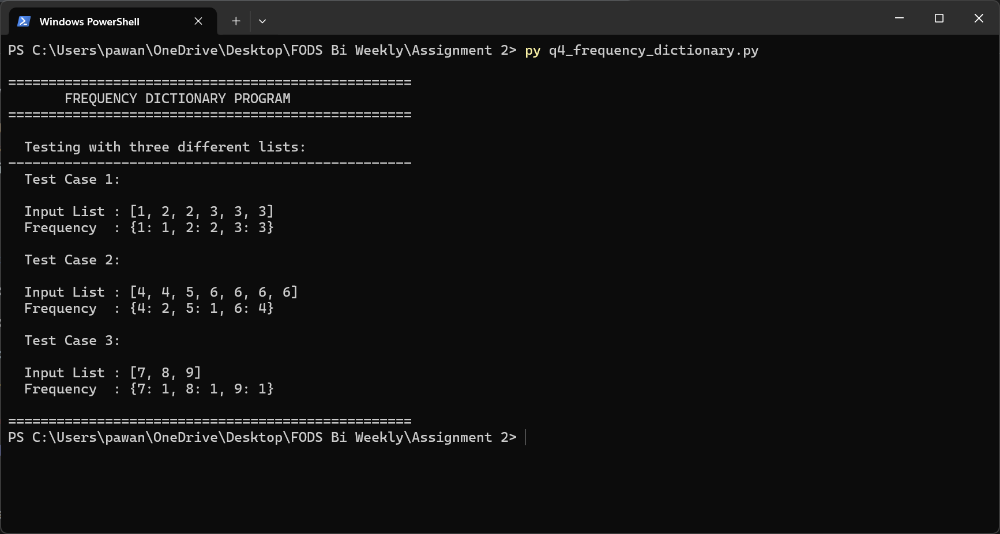 Windows PowerShell
PS C:\Users\pawan\OneDrive\Desktop\FODS Bi Weekly\Assignment 2> py q4_frequency_dictionary.py
==================================================
FREQUENCY DICTIONARY PROGRAM
==================================================
Testing with three different lists:
--------------------------------------------------
Test Case 1:
Input List : [1, 2, 2, 3, 3, 3]
Frequency  : {1: 1, 2: 2, 3: 3}
Test Case 2:
Input List : [4, 4, 5, 6, 6, 6, 6]
Frequency  : {4: 2, 5: 1, 6: 4}
Test Case 3:
Input List : [7, 8, 9]
Frequency  : {7: 1, 8: 1, 9: 1}
==================================================
PS C:\Users\pawan\OneDrive\Desktop\FODS Bi Weekly\Assignment 2>